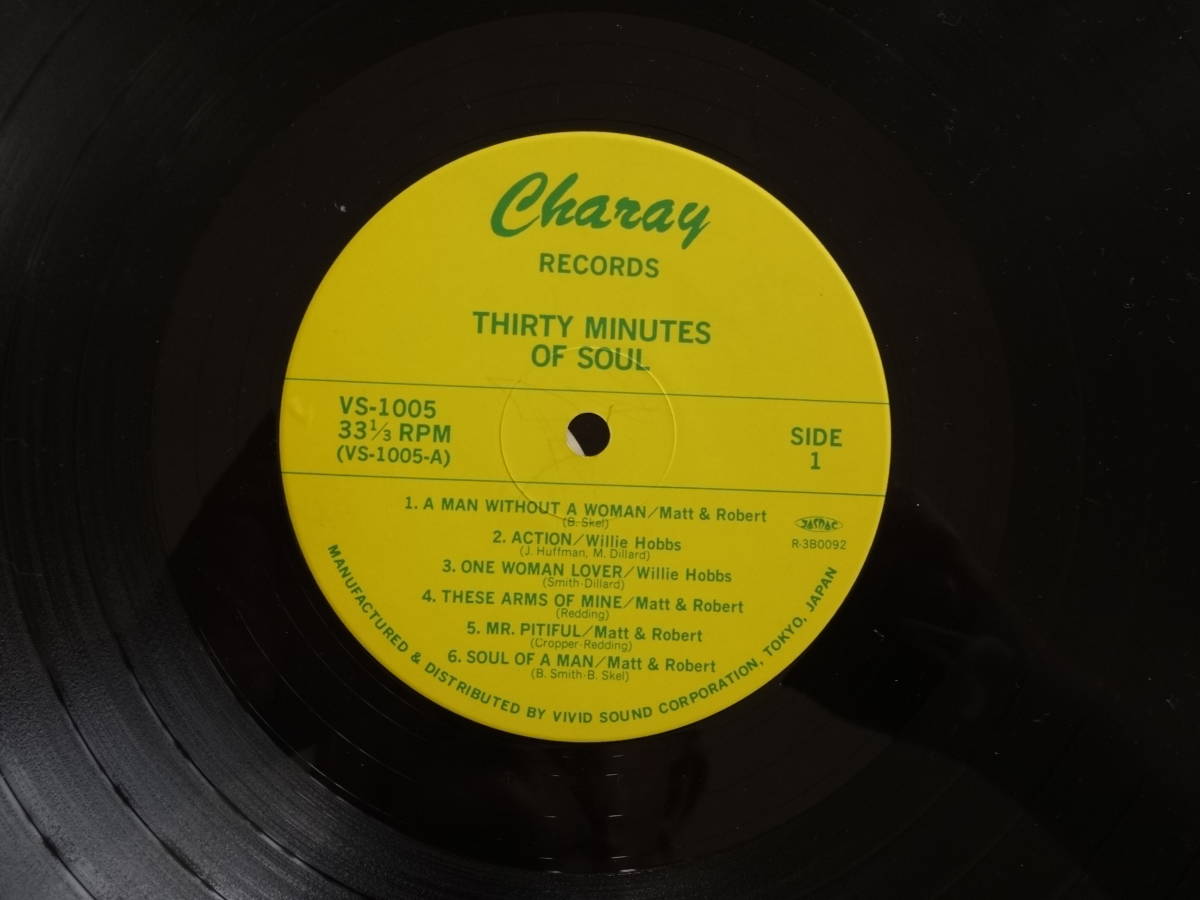 Charay
RECORDS
THIRTY MINUTES
OF SOUL
VS-1005
33 1/3 RPM
(VS-1005-A)
SIDE
1
1. A MAN WITHOUT A WOMAN/Matt & Robert
(B. Skel)
2. ACTION/Willie Hobbs
(J. Huffman, M. Dillard)
3. ONE WOMAN LOVER/Willie Hobbs
(Smith-Dillard)
4. THESE ARMS OF MINE/Matt & Robert
(Redding)
5. MR. PITIFUL/Matt & Robert
(Cropper-Redding)
6. SOUL OF A MAN/Matt & Robert
(B. Smith-B. Skel)
JASRAC
R-3B0092
MANUFACTURED & DISTRIBUTED BY VIVID SOUND CORPORATION, TOKYO, JAPAN